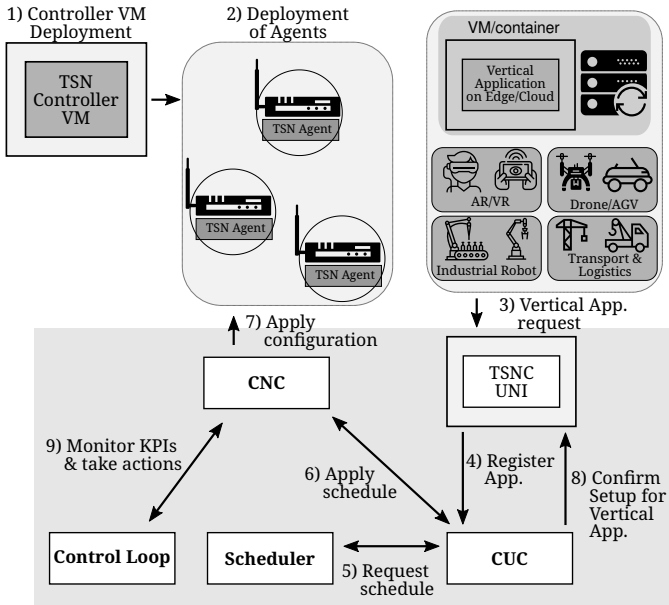 1) Controller VM
Deployment
TSN
Controller
VM
2) Deployment
of Agents
TSN Agent
TSN Agent
TSN Agent
VM/container
Vertical
Application
on Edge/Cloud
AR/VR
Drone/AGV
Industrial Robot
Transport &
Logistics
3) Vertical App.
request
7) Apply
configuration
CNC
TSNC
UNI
9) Monitor KPIs
& take actions
6) Apply
schedule
4) Register
App.
8) Confirm
Setup for
Vertical
App.
Control Loop
Scheduler
CUC
5) Request
schedule